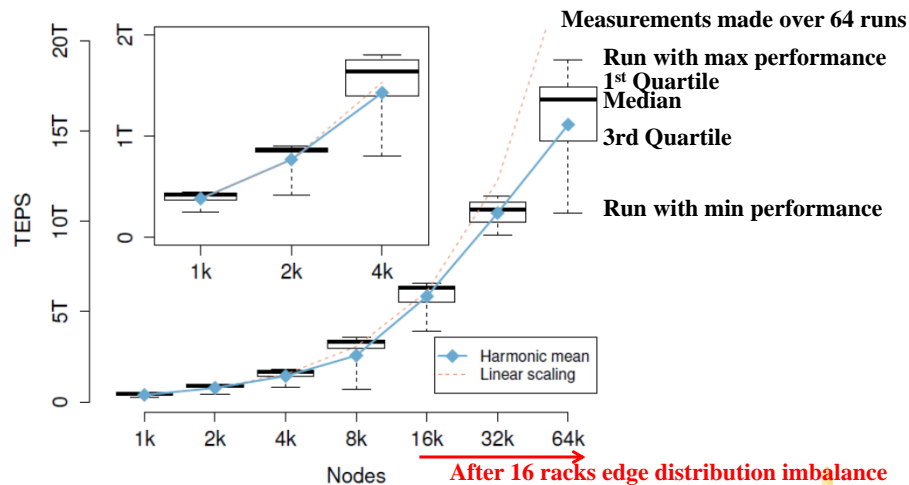 Measurements made over 64 runs
20T
2T
Run with max performance
1st Quartile
Median
15T
1T
3rd Quartile
TEPS
10T
0
Run with min performance
1k 2k 4k
5T
Harmonic mean
Linear scaling
0
1k 2k 4k 8k 16k 32k 64k
Nodes
After 16 racks edge distribution imbalance